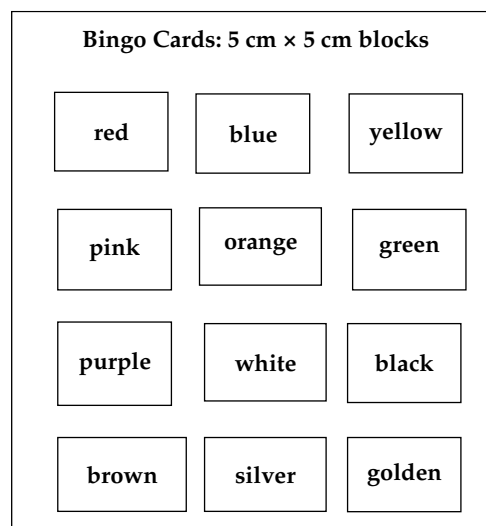 Bingo Cards: 5 cm × 5 cm blocks
red blue yellow
pink orange green
purple white black
brown silver golden